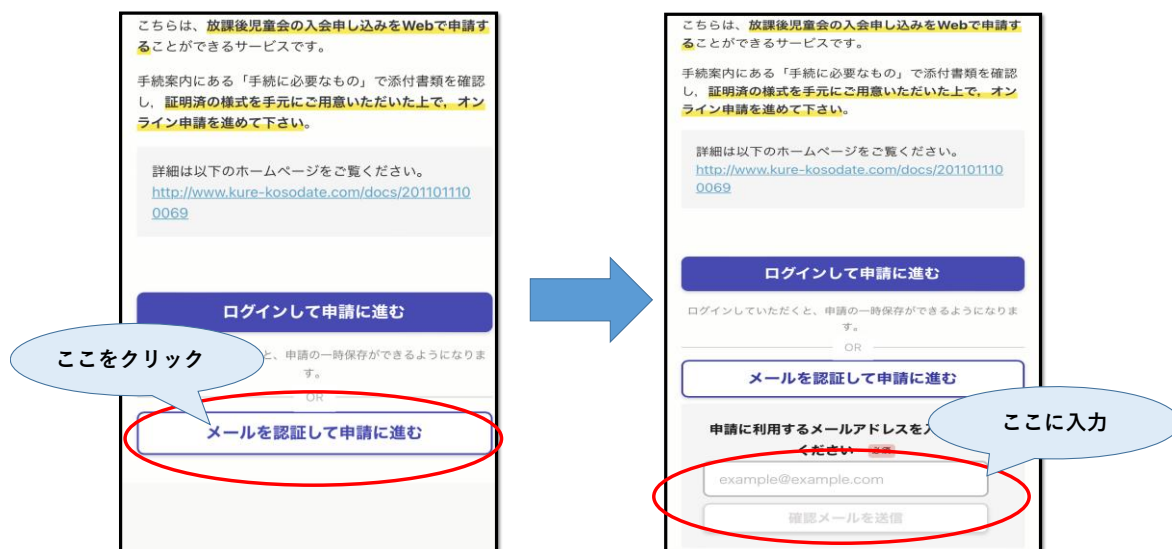 こちらは、放課後児童会の入会申し込みをWebで申請す
ることができるサービスです。
手続案内にある「手続に必要なもの」で添付書類を確認
し、証明済の様式を手元にご用意いただいた上で，オン
ライン申請を進めて下さい。
詳細は以下のホームページをご覧ください。
http://www.kure-kosodate.com/docs/201101110
0069
ログインして申請に進む
ここをクリック
と、申請の一時保存ができるようになりま
す。
OR
メールを認証して申請に進む
こちらは、放課後児童会の入会申し込みをWebで申請す
ることができるサービスです。
手続案内にある「手続に必要なもの」で添付書類を確認
し、証明済の様式を手元にご用意いただいた上で，オン
ライン申請を進めて下さい。
詳細は以下のホームページをご覧ください。
http://www.kure-kosodate.com/docs/201101110
0069
ログインして申請に進む
ログインしていただくと、申請の一時保存ができるようになりま
す。
OR
メールを認証して申請に進む
申請に利用するメールアドレスを
ください 必須
ここに入力
example@example.com
確認メールを送信